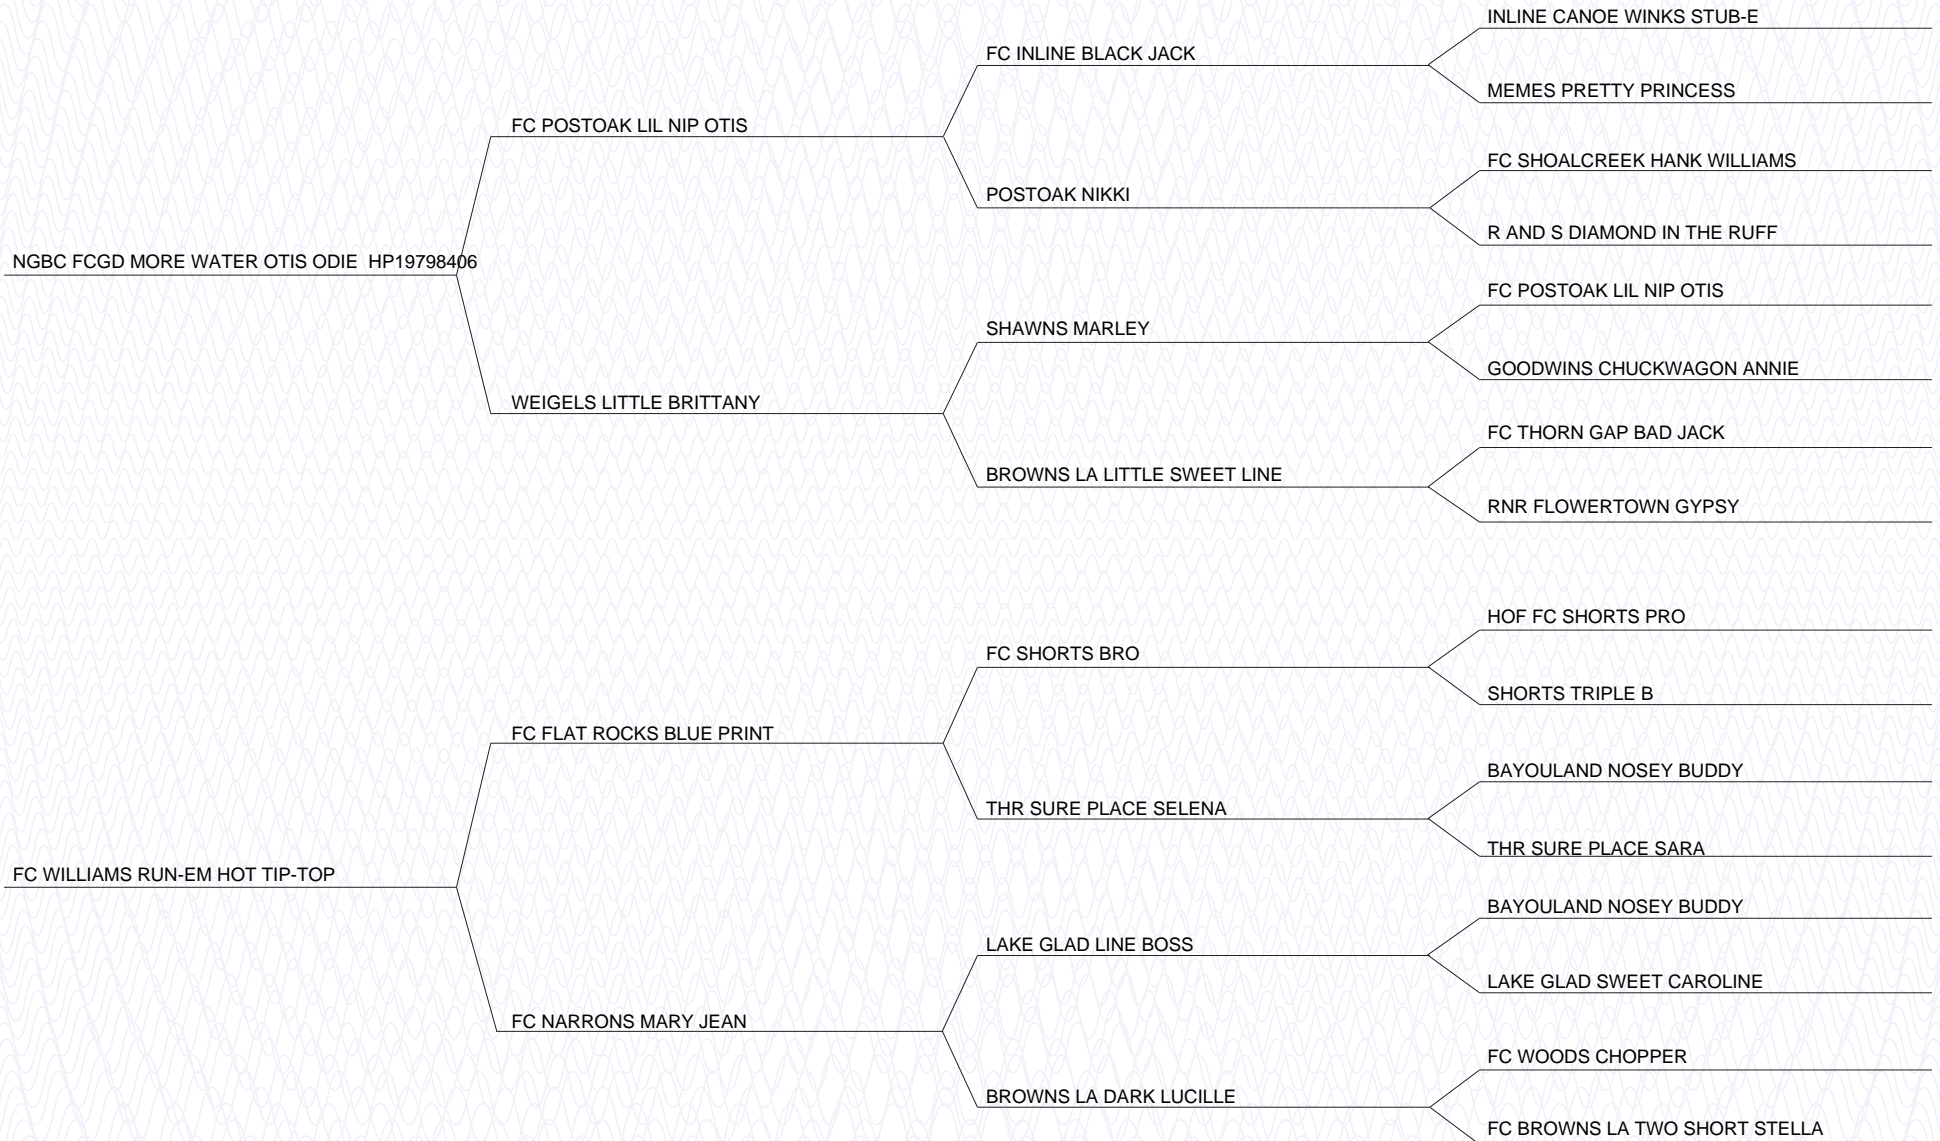 INLINE CANOE WINKS STUB-E
FC INLINE BLACK JACK
MEMES PRETTY PRINCESS
FC POSTOAK LIL NIP OTIS
FC SHOALCREEK HANK WILLIAMS
POSTOAK NIKKI
R AND S DIAMOND IN THE RUFF
NGBC FCGD MORE WATER OTIS ODIE HP19798406
FC POSTOAK LIL NIP OTIS
SHAWNS MARLEY
GOODWINS CHUCKWAGON ANNIE
WEIGELS LITTLE BRITTANY
FC THORN GAP BAD JACK
BROWNS LA LITTLE SWEET LINE
RNR FLOWERTOWN GYPSY
HOF FC SHORTS PRO
FC SHORTS BRO
SHORTS TRIPLE B
FC FLAT ROCKS BLUE PRINT
BAYOULAND NOSEY BUDDY
THR SURE PLACE SELENA
THR SURE PLACE SARA
FC WILLIAMS RUN-EM HOT TIP-TOP
BAYOULAND NOSEY BUDDY
LAKE GLAD LINE BOSS
LAKE GLAD SWEET CAROLINE
FC NARRONS MARY JEAN
FC WOODS CHOPPER
BROWNS LA DARK LUCILLE
FC BROWNS LA TWO SHORT STELLA